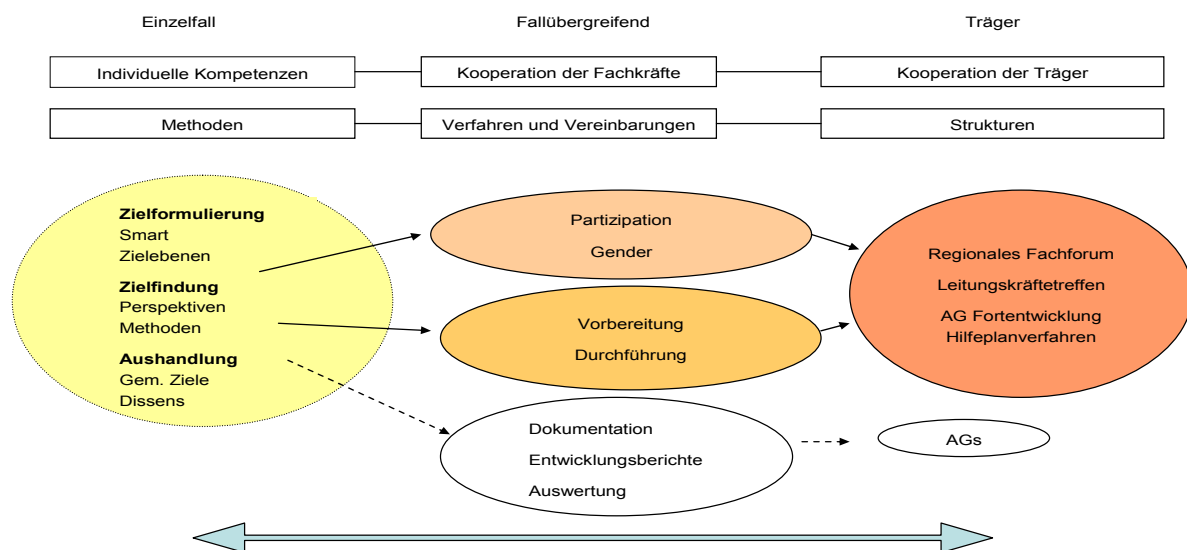 Einzelfall
Fallübergreifend
Träger
Individuelle Kompetenzen
Kooperation der Fachkräfte
Kooperation der Träger
Methoden
Verfahren und Vereinbarungen
Strukturen
Zielformulierung
Smart
Zielebenen
Zielfindung
Perspektiven
Methoden
Aushandlung
Gem. Ziele
Dissens
Partizipation
Gender
Vorbereitung
Durchführung
Dokumentation
Entwicklungsberichte
Auswertung
Regionales Fachforum
Leitungskräftetreffen
AG Fortentwicklung
Hilfeplanverfahren
AGs